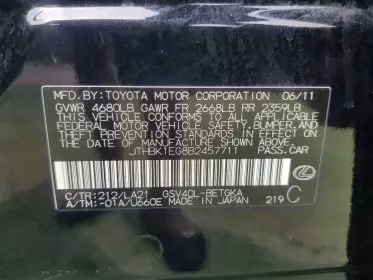 MFD.BY: TOYOTA MOTOR CORPORATION 06/11
GVWR 4680LB GAWR FR 2668LB RR 2359LB
THIS VEHICLE CONFORMS TO ALL APPLICABLE
FEDERAL MOTOR VEHICLE SAFETY, BUMPER, AND
THEFT PREVENTION STANDARDS IN EFFECT ON
THE DATE OF MANUFACTURE SHOWN ABOVE.
JTHBK1EG8B2457711 PASS. CAR
C/TR: 212/LA21 GSV40L-BETGKA C
A/TM: -01A/U660E MADE IN JAPAN 219